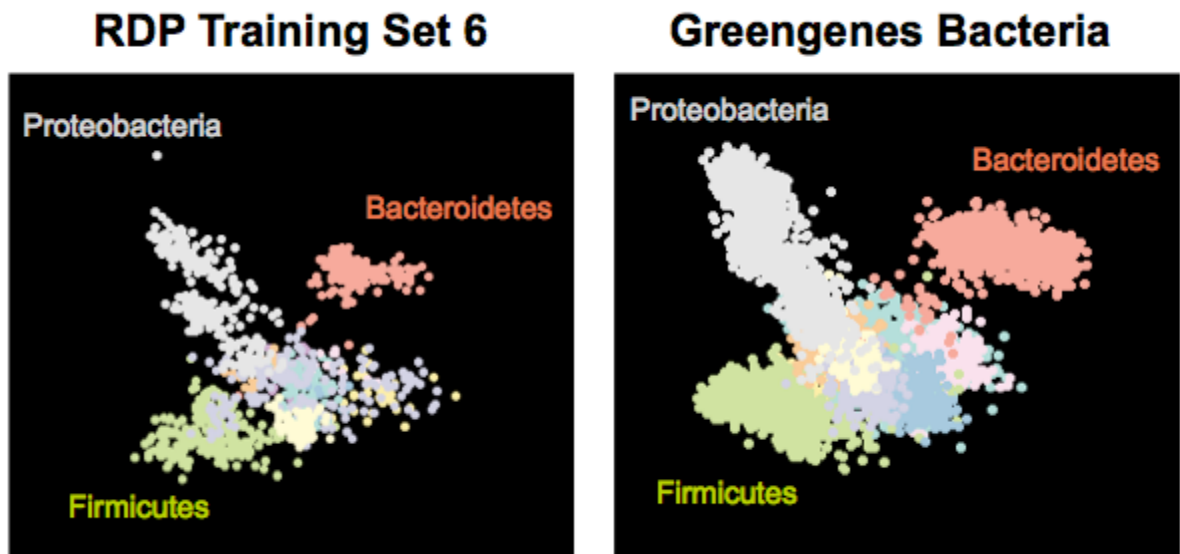 RDP Training Set 6
Proteobacteria
Bacteroidetes
Firmicutes
Greengenes Bacteria
Proteobacteria
Bacteroidetes
Firmicutes